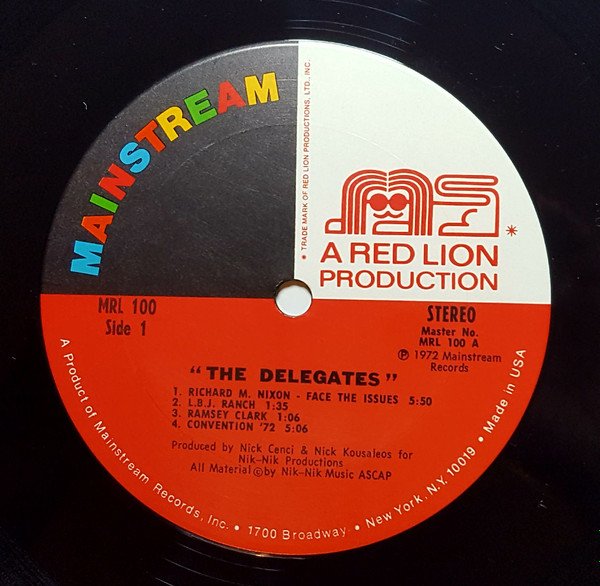 MAINSTREAM
* TRADE MARK OF RED LION PRODUCTIONS, LTD., INC.
*
A RED LION
PRODUCTION
MRL 100
Side 1
STEREO
Master No.
MRL 100 A
Ⓟ 1972 Mainstream
Records
"THE DELEGATES"
1. RICHARD M. NIXON - FACE THE ISSUES 5:50
2. L.B.J. RANCH 1:35
3. RAMSEY CLARK 1:06
4. CONVENTION '72 5:06
Produced by Nick Cenci & Nick Kousaleos for
Nik-Nik Productions
All Material © by Nik-Nik Music ASCAP
A Product of Mainstream Records, Inc. • 1700 Broadway • New York, N.Y. 10019 • Made in USA